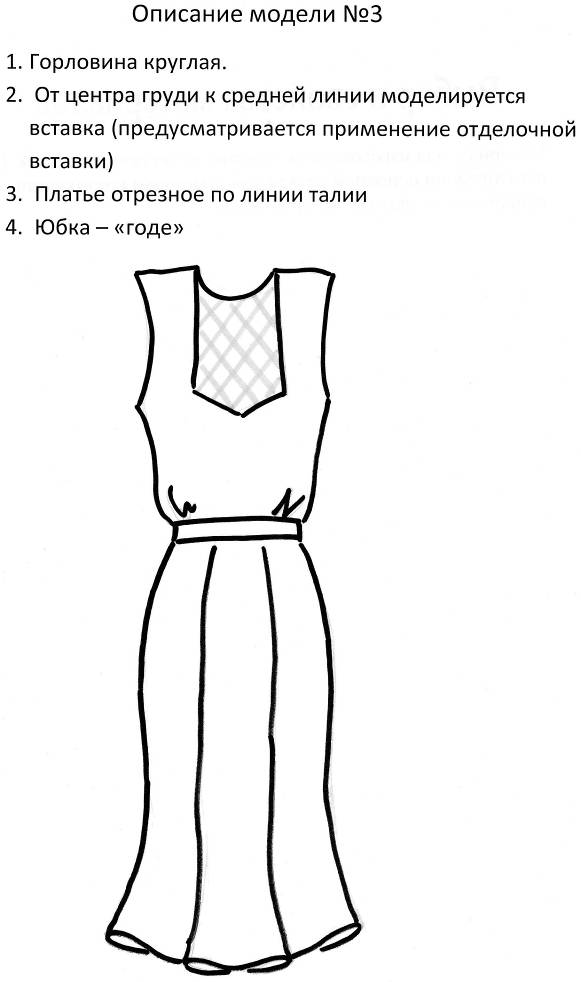 Описание модели №3
1. Горловина круглая.
2. От центра груди к средней линии моделируется
вставка (предусматривается применение отделочной
вставки)
3. Платье отрезное по линии талии
4. Юбка – «годе»